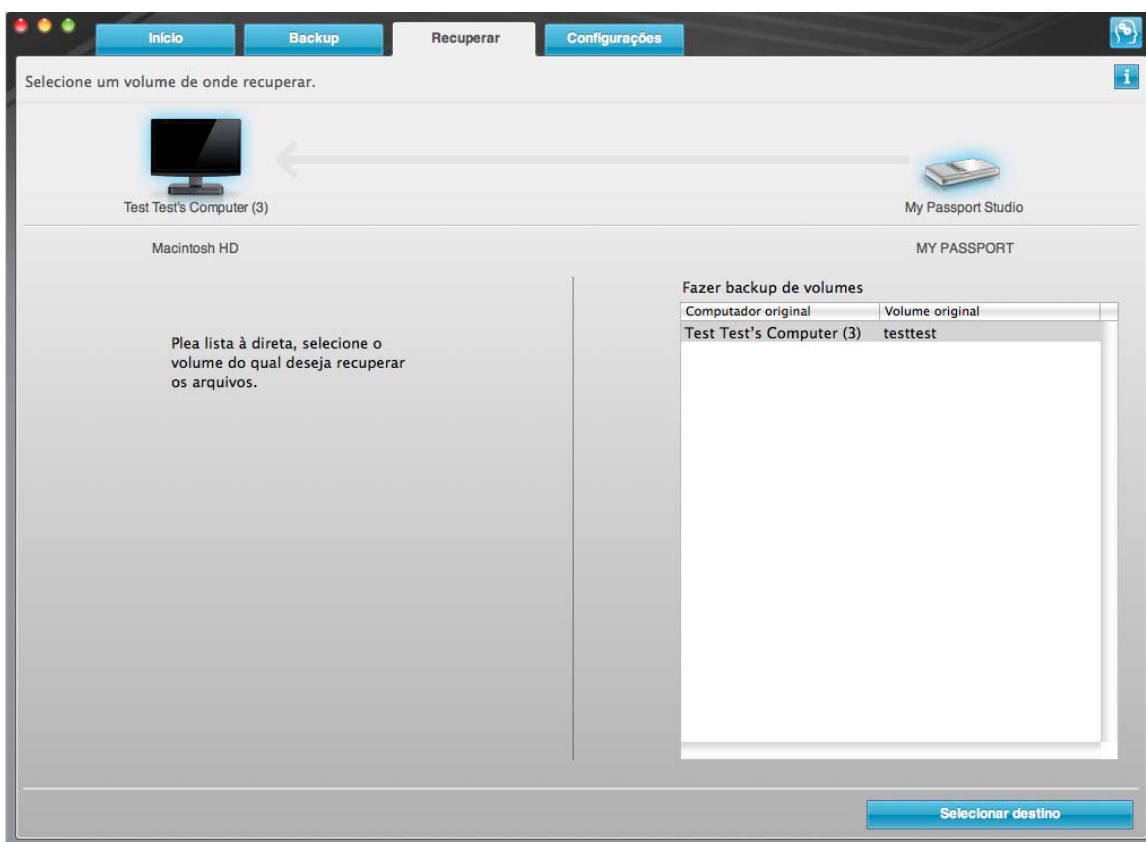 Início
Backup
Recuperar
Configurações
Selecione um volume de onde recuperar.
Test Test's Computer (3)
My Passport Studio
Macintosh HD
MY PASSPORT
Plea lista à direta, selecione o
volume do qual deseja recuperar
os arquivos.
Fazer backup de volumes
Computador original
Volume original
Test Test's Computer (3)
testtest
Selecionar destino